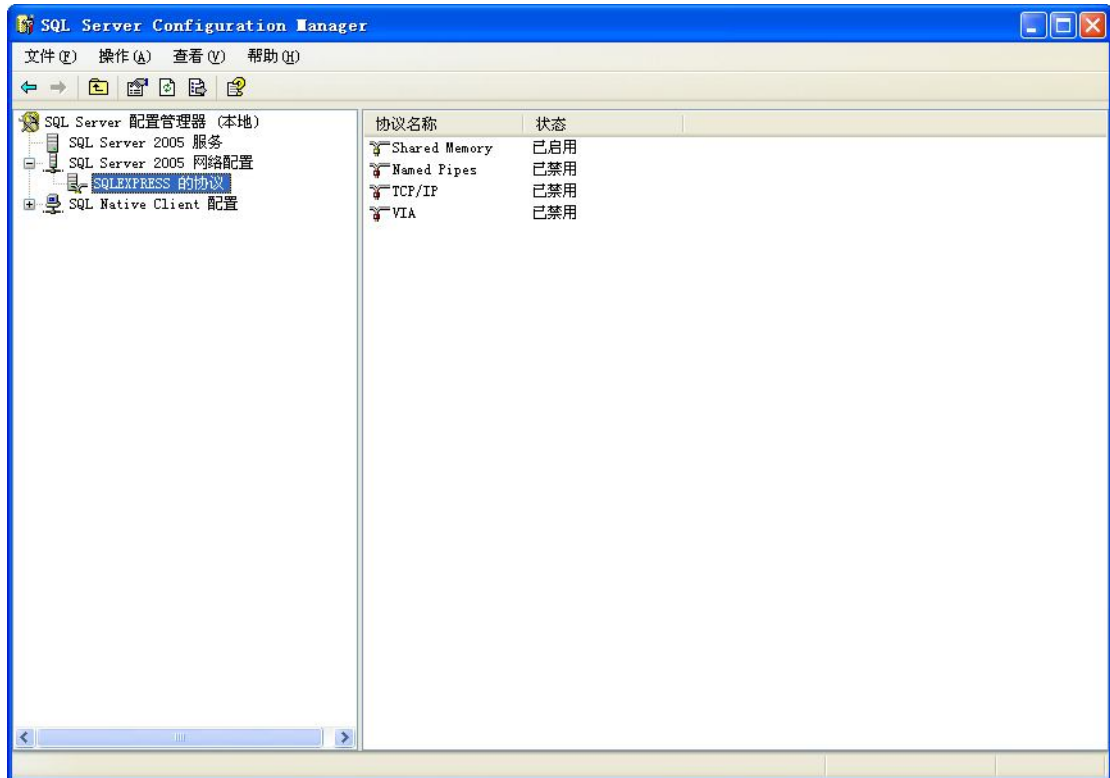 SQL Server Configuration Manager
文件(F) 操作(A) 查看(V) 帮助(H)
SQL Server 配置管理器 (本地)
SQL Server 2005 服务
SQL Server 2005 网络配置
SQLEXPRESS 的协议
SQL Native Client 配置
协议名称 状态
Shared Memory 已启用
Named Pipes 已禁用
TCP/IP 已禁用
VIA 已禁用